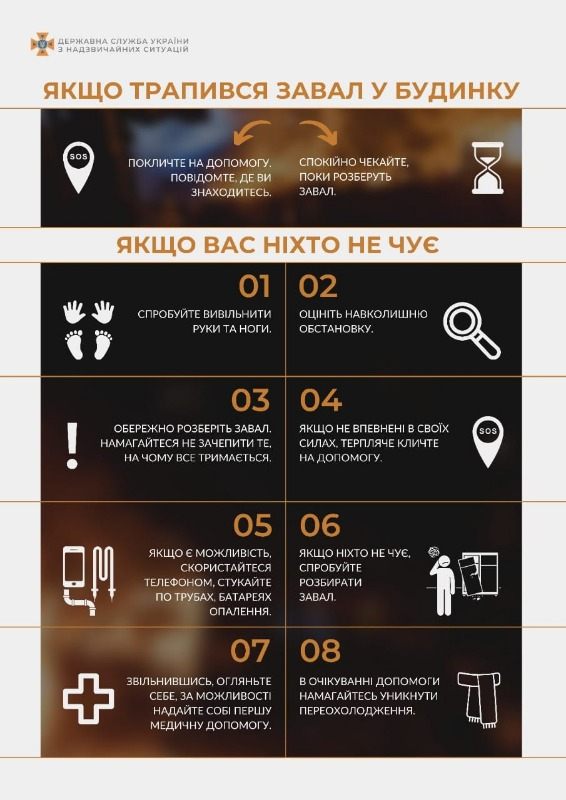 ДЕРЖАВНА СЛУЖБА УКРАЇНИ
З НАДЗВИЧАЙНИХ СИТУАЦІЙ
ЯКЩО ТРАПИВСЯ ЗАВАЛ У БУДИНКУ
SOS
ПОКЛИЧТЕ НА ДОПОМОГУ.
ПОВІДОМТЕ, ДЕ ВИ
ЗНАХОДИТЕСЬ.
СПОКІЙНО ЧЕКАЙТЕ,
ПОКИ РОЗБЕРУТЬ
ЗАВАЛ.
ЯКЩО ВАС НІХТО НЕ ЧУЄ
01
СПРОБУЙТЕ ВИВІЛЬНИТИ
РУКИ ТА НОГИ.
02
ОЦІНІТЬ НАВКОЛИШНЮ
ОБСТАНОВКУ.
03
ОБЕРЕЖНО РОЗБЕРІТЬ ЗАВАЛ.
НАМАГАЙТЕСЯ НЕ ЗАЧЕПИТИ ТЕ,
НА ЧОМУ ВСЕ ТРИМАЄТЬСЯ.
04
ЯКЩО НЕ ВПЕВНЕНІ В СВОЇХ
СИЛАХ, ТЕРПЛЯЧЕ КЛИЧТЕ
НА ДОПОМОГУ.
SOS
05
ЯКЩО Є МОЖЛИВІСТЬ,
СКОРИСТАЙТЕСЯ
ТЕЛЕФОНОМ, СТУКАЙТЕ
ПО ТРУБАХ, БАТАРЕЯХ
ОПАЛЕННЯ.
06
ЯКЩО НІХТО НЕ ЧУЄ,
СПРОБУЙТЕ
РОЗБИРАТИ
ЗАВАЛ.
07
ЗВІЛЬНИВШИСЬ, ОГЛЯНЬТЕ
СЕБЕ, ЗА МОЖЛИВОСТІ
НАДАЙТЕ СОБІ ПЕРШУ
МЕДИЧНУ ДОПОМОГУ.
08
В ОЧІКУВАННІ ДОПОМОГИ
НАМАГАЙТЕСЬ УНИКНУТИ
ПЕРЕОХОЛОДЖЕННЯ.